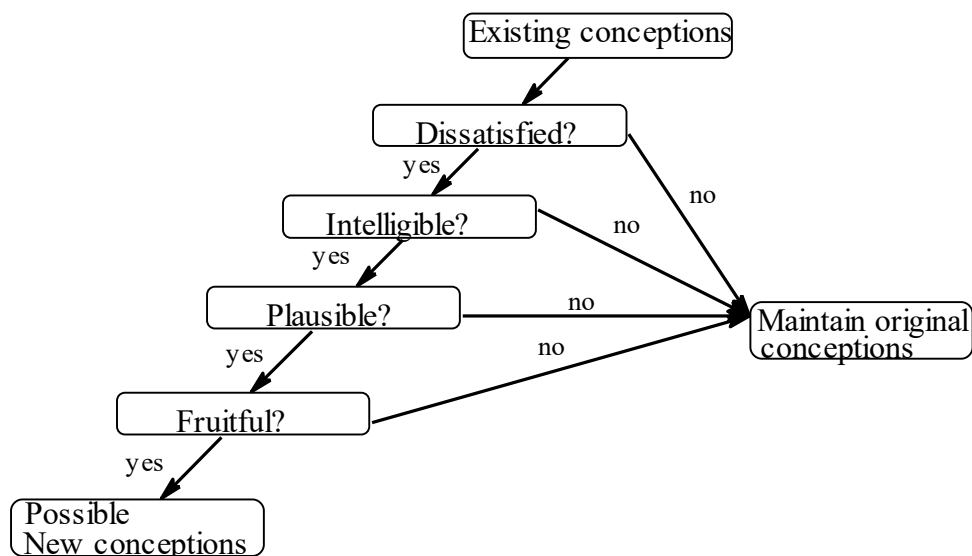 Existing conceptions
Dissatisfied?
yes
no
Intelligible?
no
yes
Plausible?
no
Maintain original
conceptions
yes
no
Fruitful?
yes
Possible
New conceptions